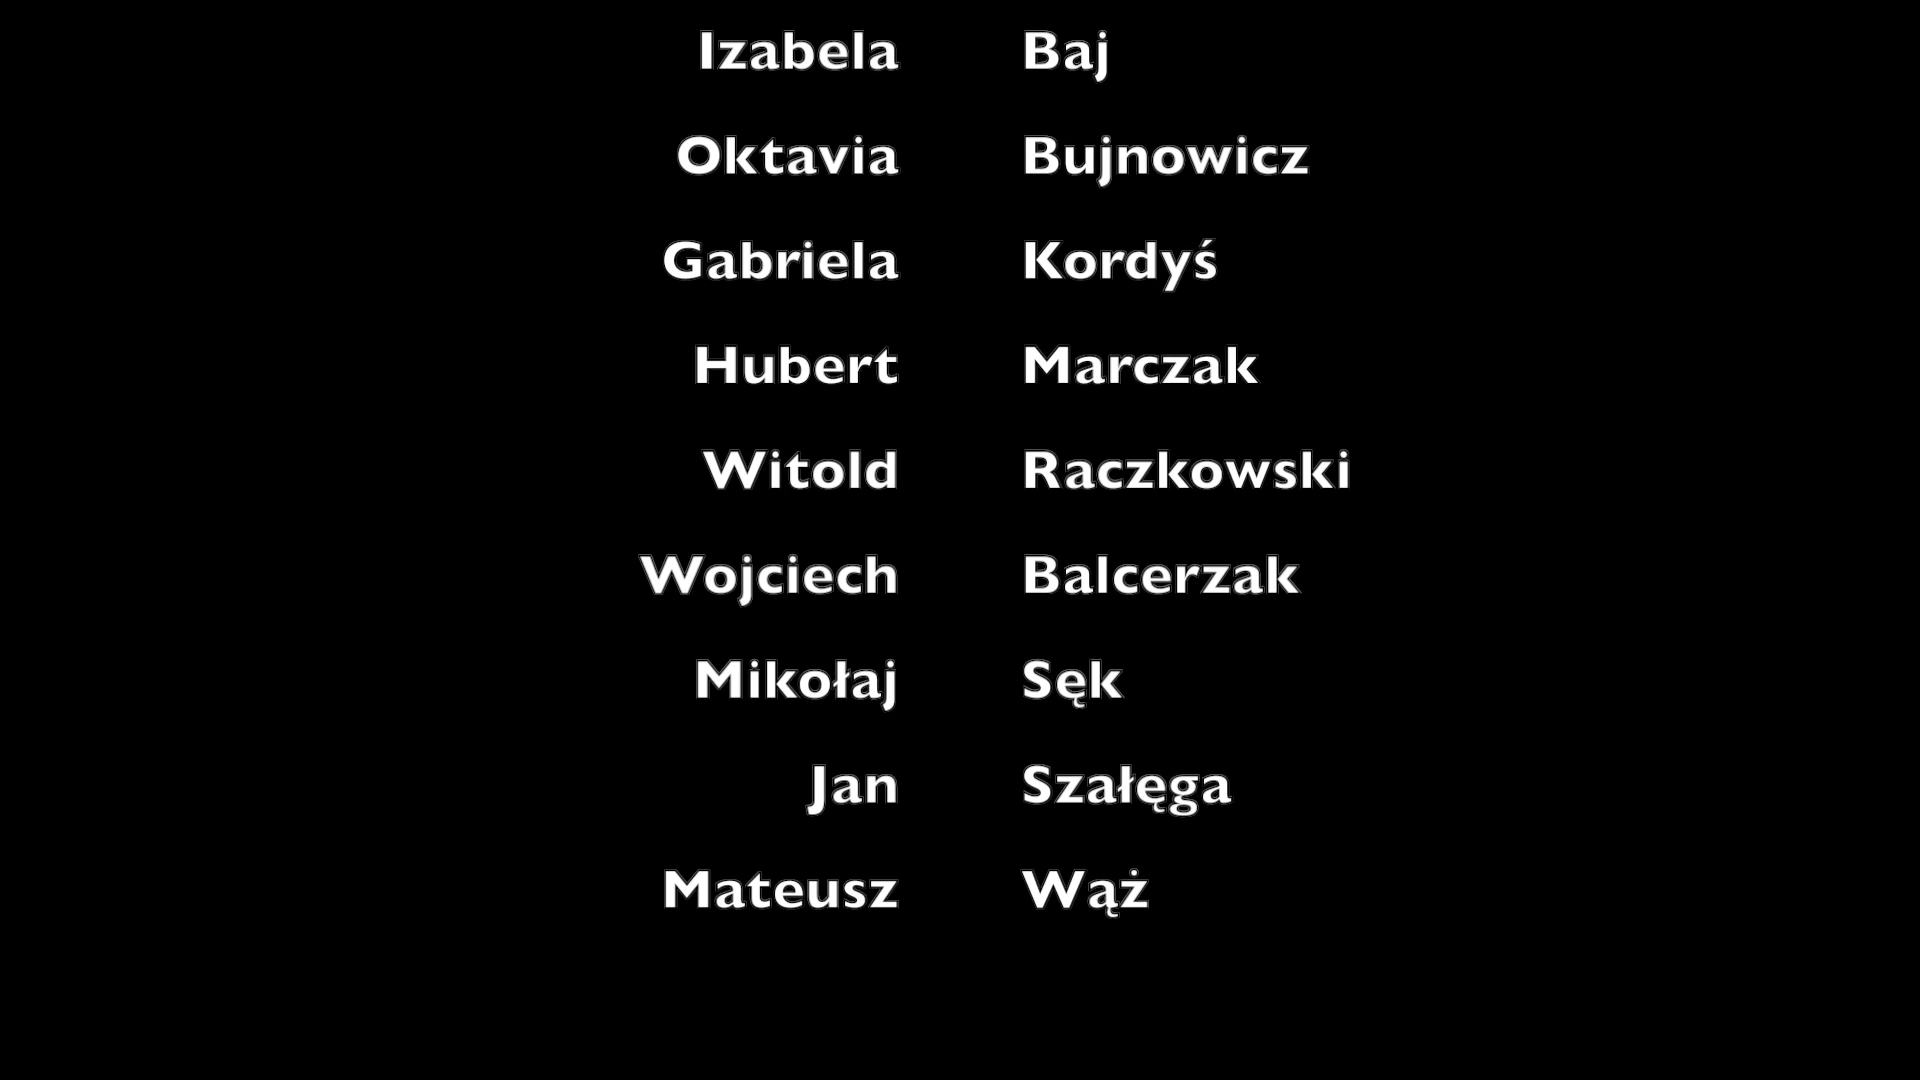 Izabela Baj
Oktavia Bujnowicz
Gabriela Kordyś
Hubert Marczak
Witold Raczkowski
Wojciech Balcerzak
Mikołaj Sęk
Jan Szałęga
Mateusz Wąż